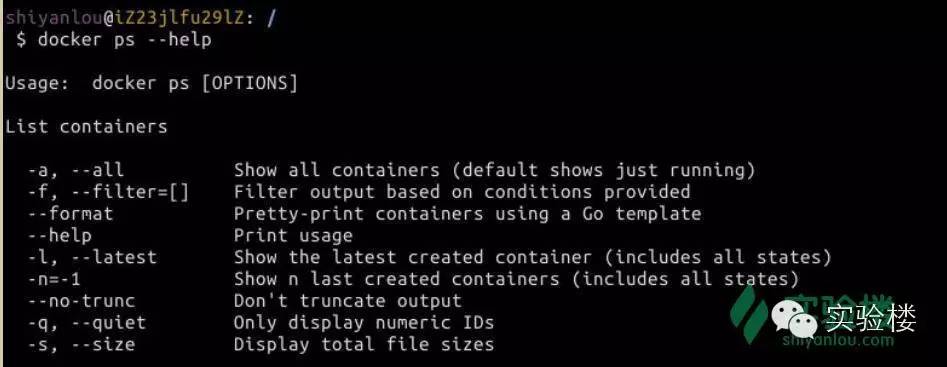 shiyanlou@iZ23jlfu29lZ: /
$ docker ps --help
Usage:  docker ps [OPTIONS]
List containers
-a, --all          Show all containers (default shows just running)
-f, --filter=[]    Filter output based on conditions provided
--format           Pretty-print containers using a Go template
--help             Print usage
-l, --latest       Show the latest created container (includes all states)
-n=-1              Show n last created containers (includes all states)
--no-trunc         Don't truncate output
-q, --quiet        Only display numeric IDs
-s, --size         Display total file sizes
实验楼
shiyanlou.com
实验楼